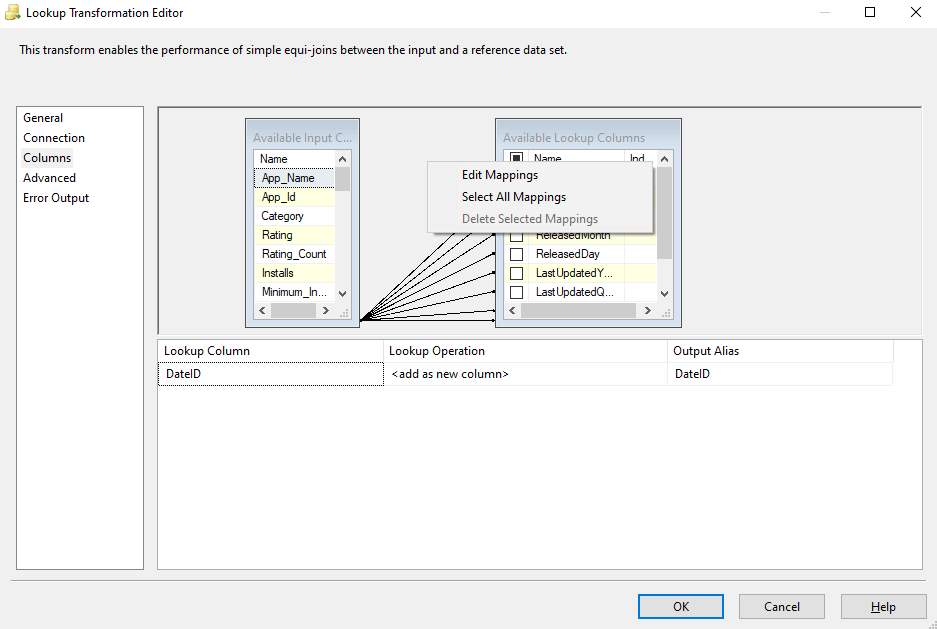 Lookup Transformation Editor
This transform enables the performance of simple equi-joins between the input and a reference data set.
General
Connection
Columns
Advanced
Error Output
Available Input C...
Name
App_Name
App_Id
Category
Rating
Rating_Count
Installs
Minimum_In...
Available Lookup Columns
Name Ind
Edit Mappings
Select All Mappings
Delete Selected Mappings
ReleasedMonth
ReleasedDay
LastUpdatedY...
LastUpdatedQ...
Lookup Column Lookup Operation Output Alias
DateID <add as new column> DateID
OK Cancel Help